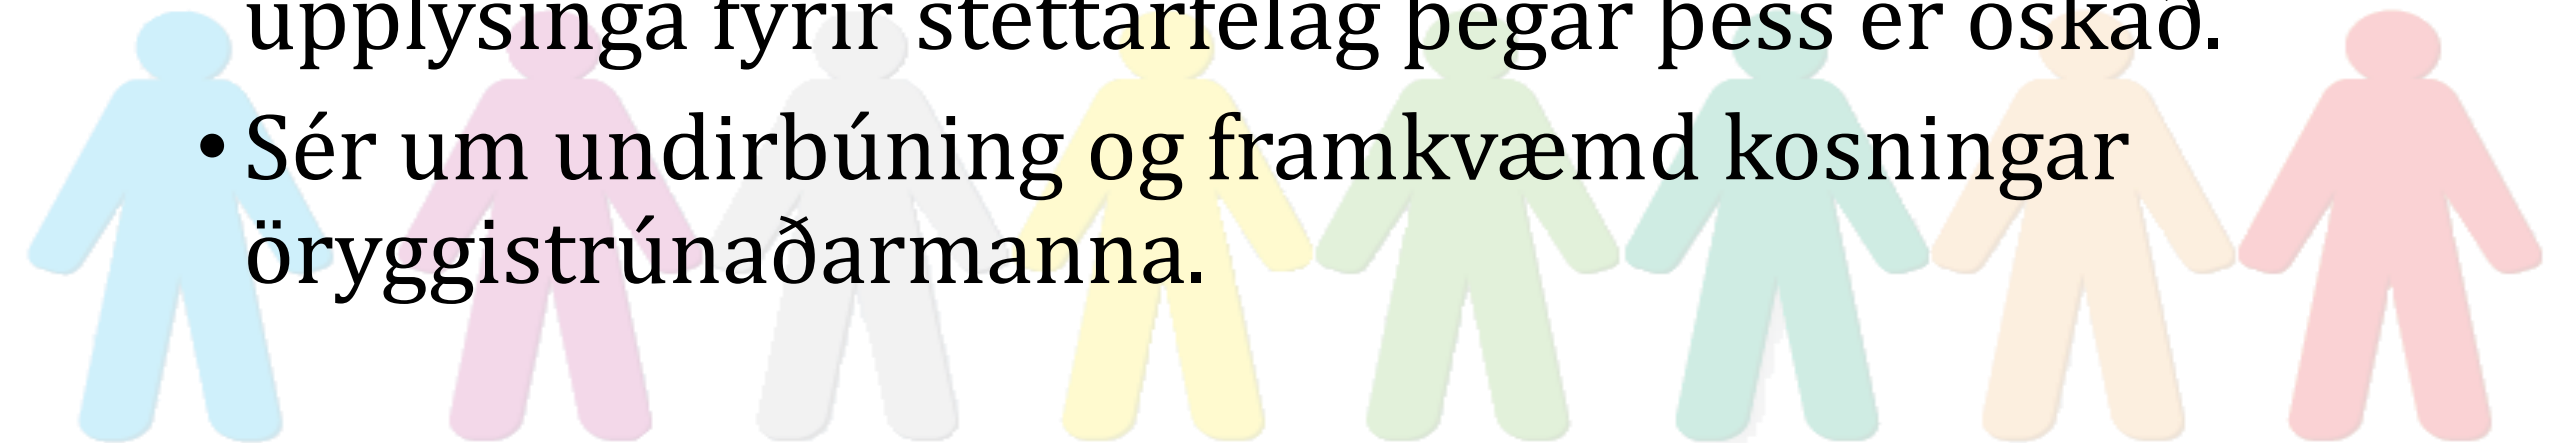 upplýsinga fyrir stéttarfélag þegar þess er óskað.
• Sér um undirbúning og framkvæmd kosningar
öryggistrúnaðarmanna.